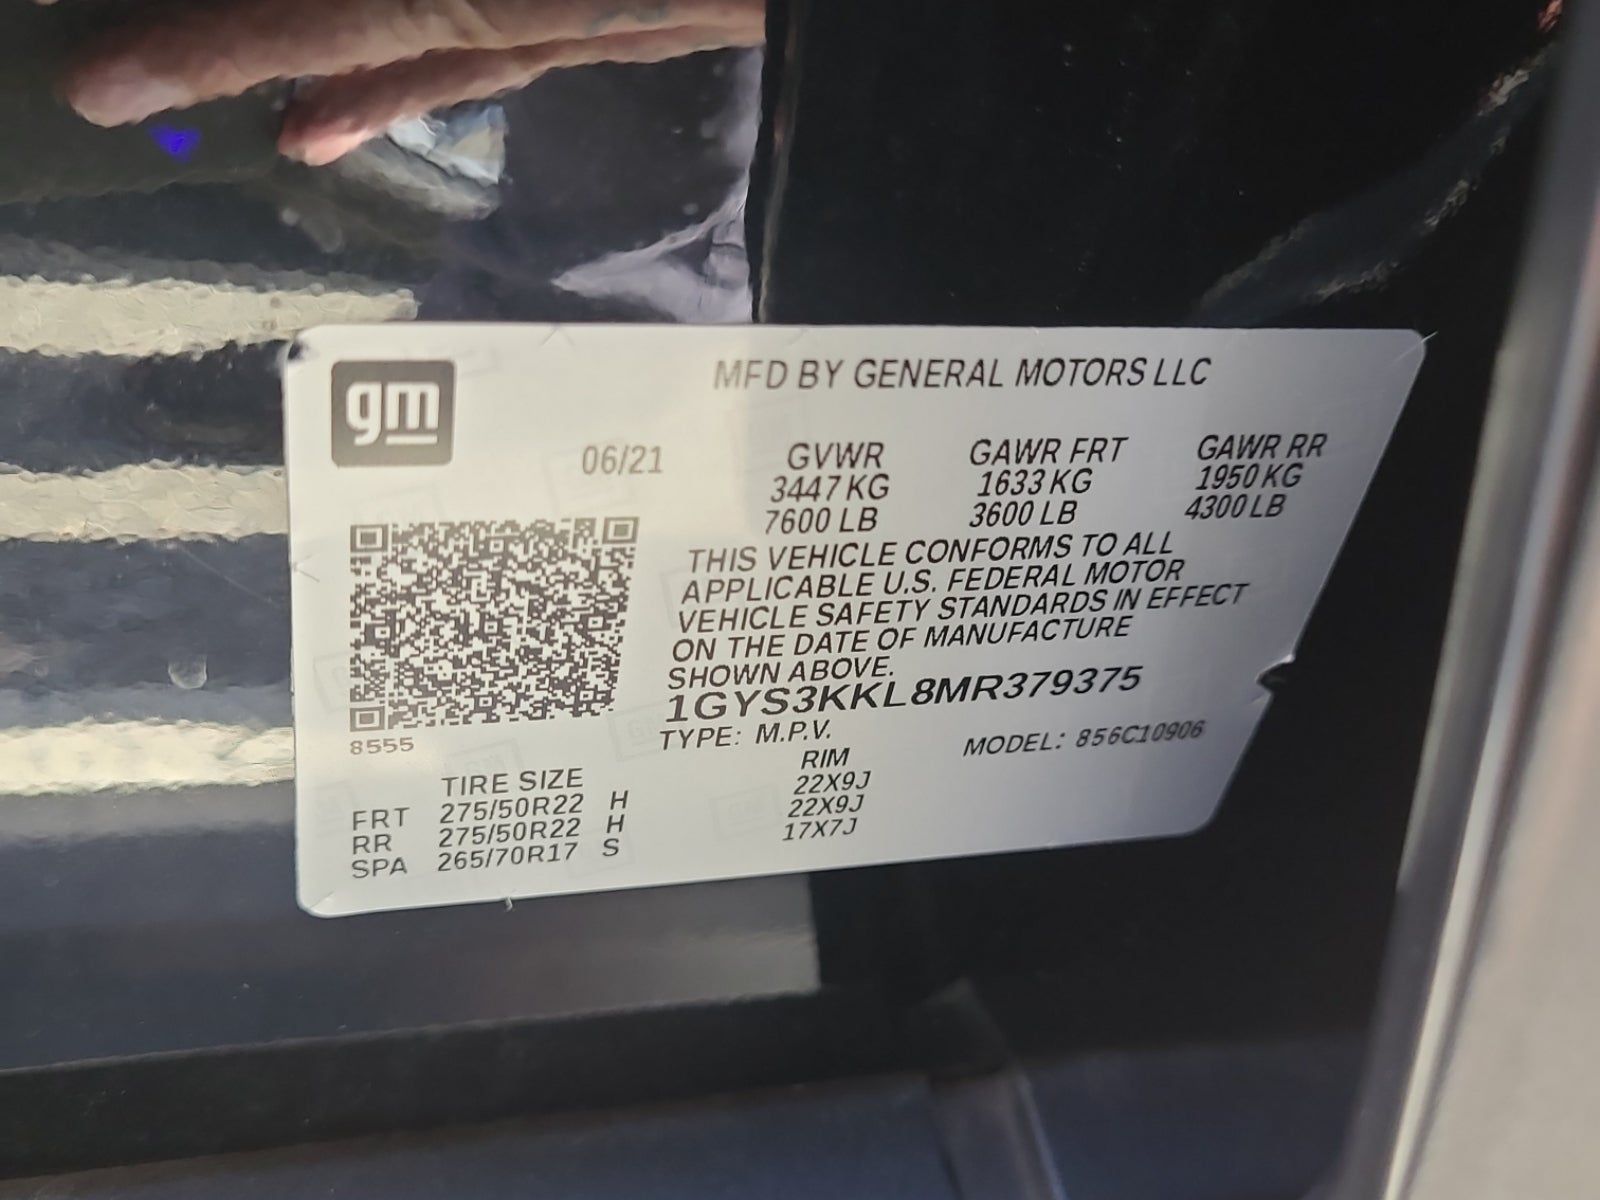 gm
MFD BY GENERAL MOTORS LLC
06/21 GVWR GAWR FRT GAWR RR
3447 KG 1633 KG 1950 KG
7600 LB 3600 LB 4300 LB
THIS VEHICLE CONFORMS TO ALL
APPLICABLE U.S. FEDERAL MOTOR
VEHICLE SAFETY STANDARDS IN EFFECT
ON THE DATE OF MANUFACTURE
SHOWN ABOVE.
1GYS3KKL8MR379375
8555 TYPE: M.P.V. MODEL: 856C10906
TIRE SIZE RIM
FRT 275/50R22 H 22X9J
RR 275/50R22 H 22X9J
SPA 265/70R17 S 17X7J